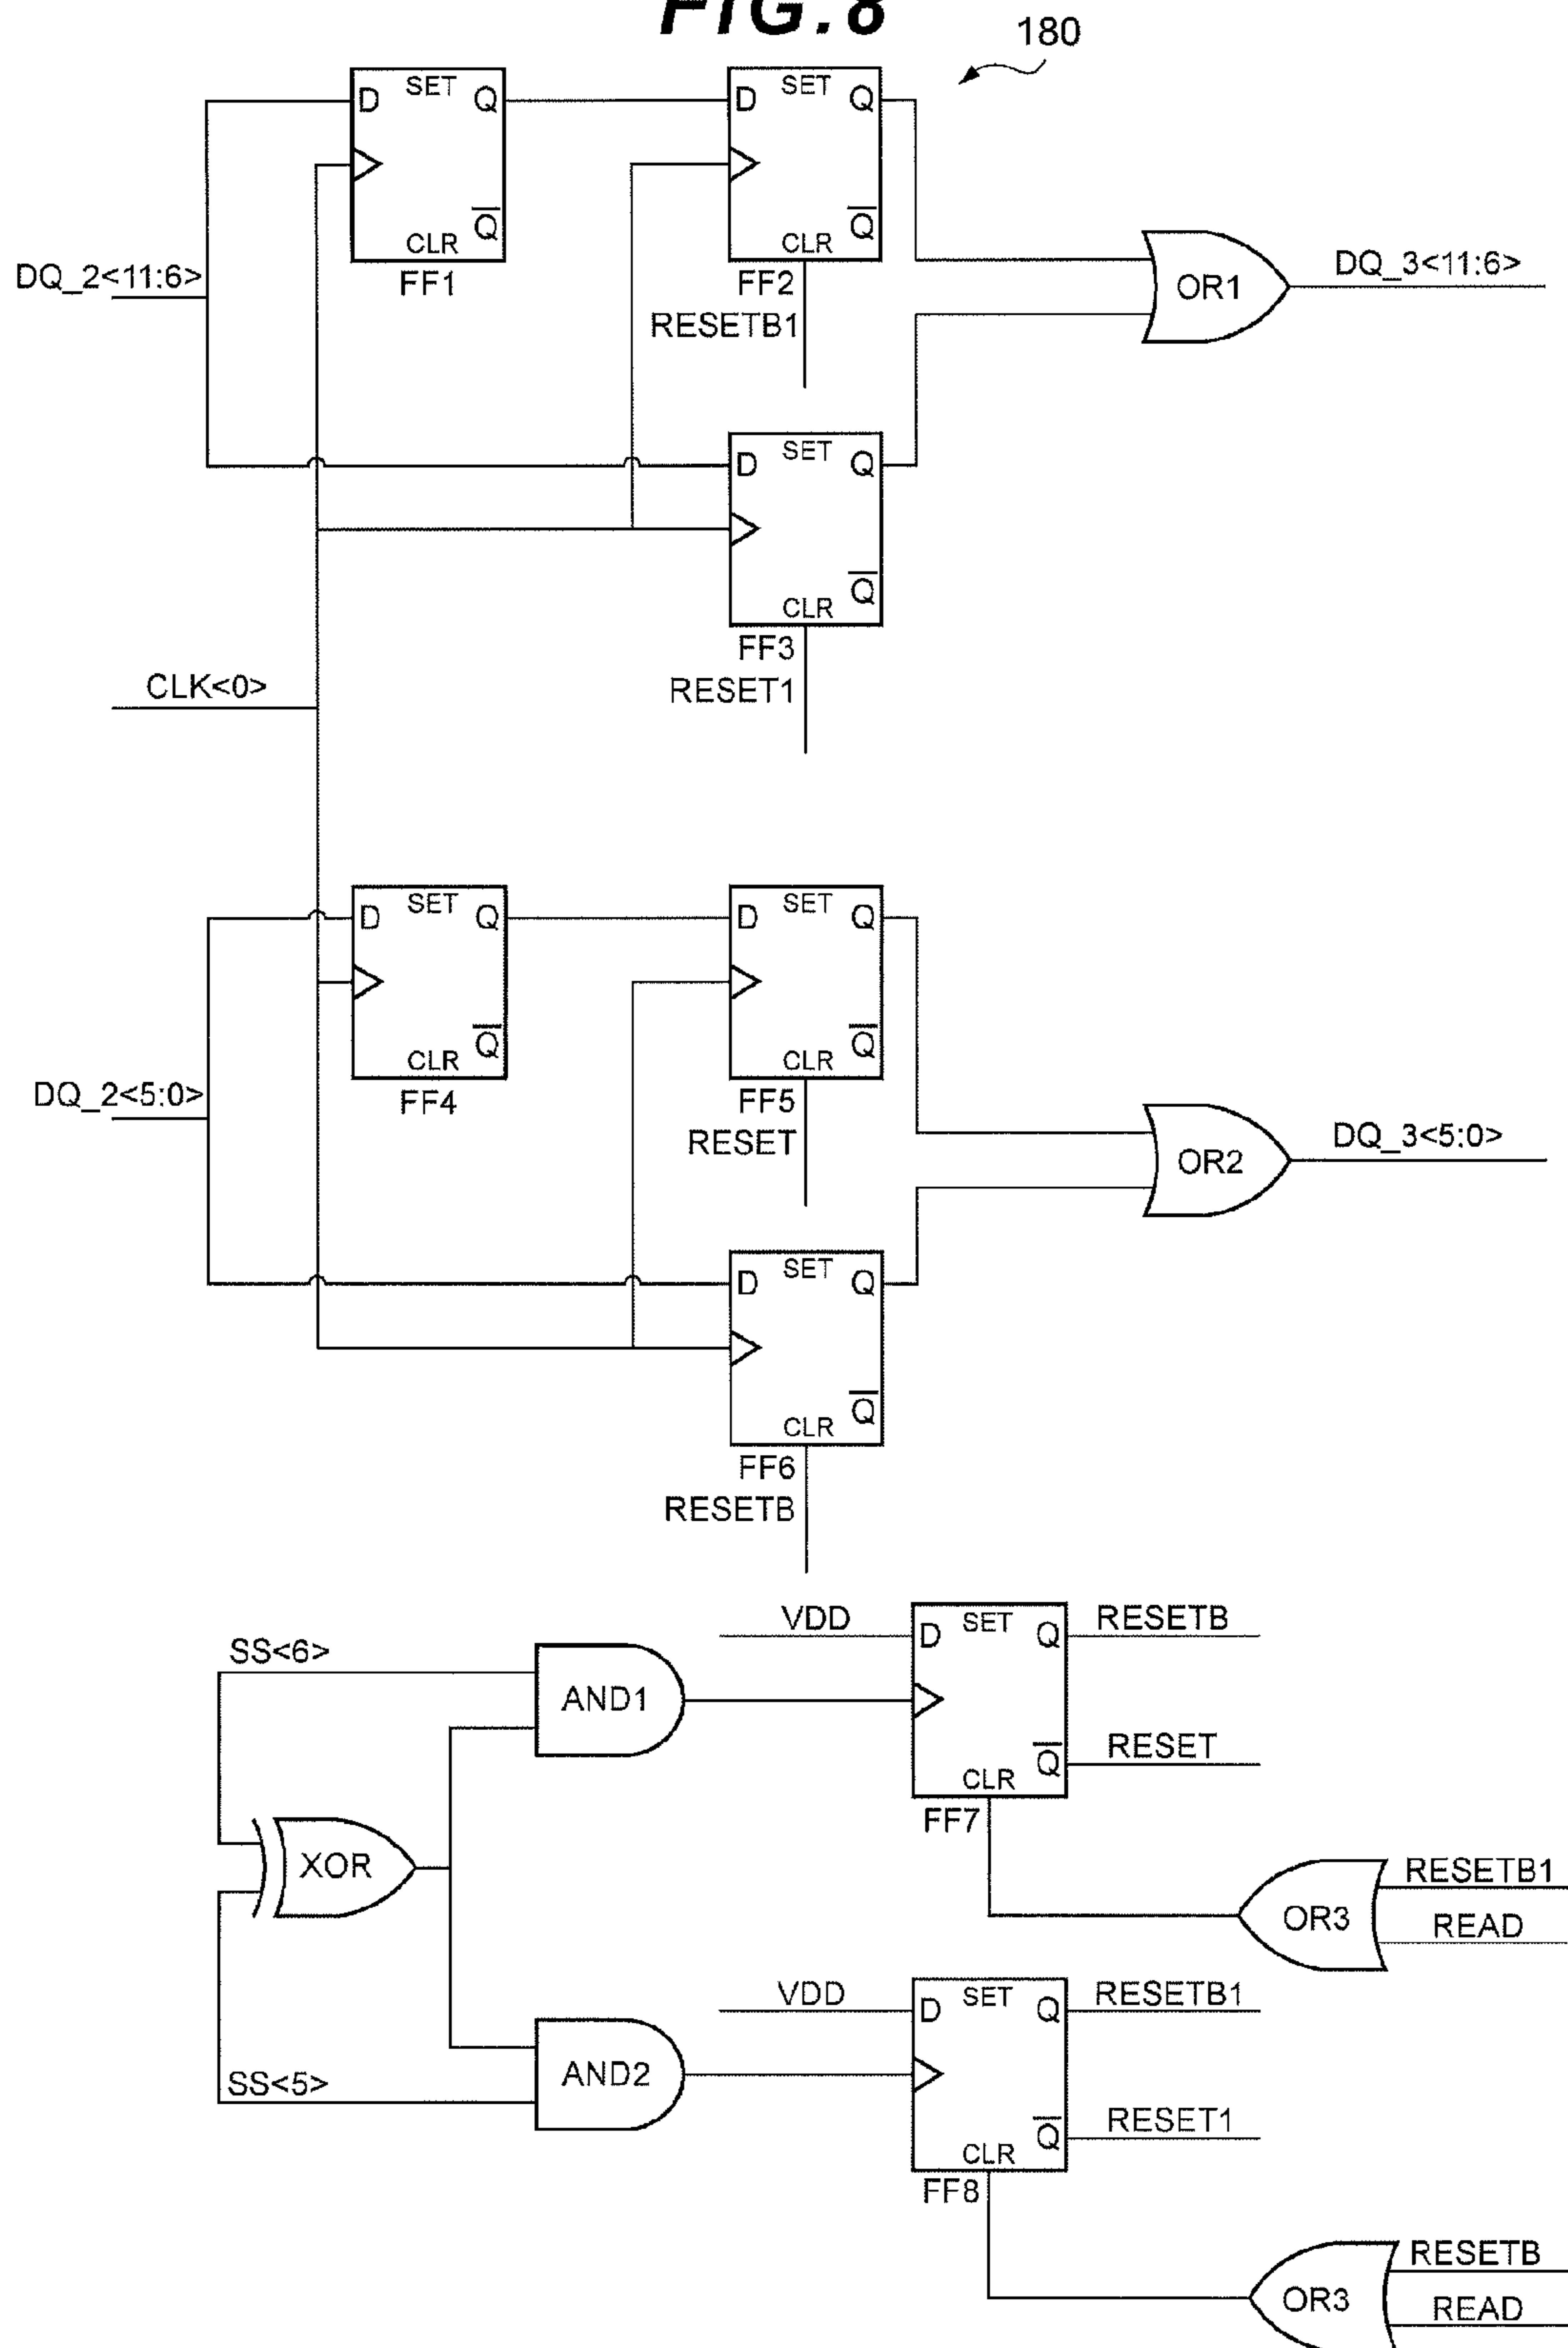 FIG. 8
180
D SET Q
Q
CLR
FF1
D SET Q
Q
CLR
FF2
RESETB1
DQ_2<11:6>
OR1
DQ_3<11:6>
D SET Q
Q
CLR
FF3
RESET1
CLK<0>
D SET Q
Q
CLR
FF4
D SET Q
Q
CLR
FF5
RESET
DQ_2<5:0>
OR2
DQ_3<5:0>
D SET Q
Q
CLR
FF6
RESETB
SS<6>
AND1
VDD
D SET Q
RESETB
Q
RESET
CLR
FF7
XOR
OR3
RESETB1
READ
SS<5>
AND2
VDD
D SET Q
RESETB1
Q
RESET1
CLR
FF8
OR3
RESETB
READ